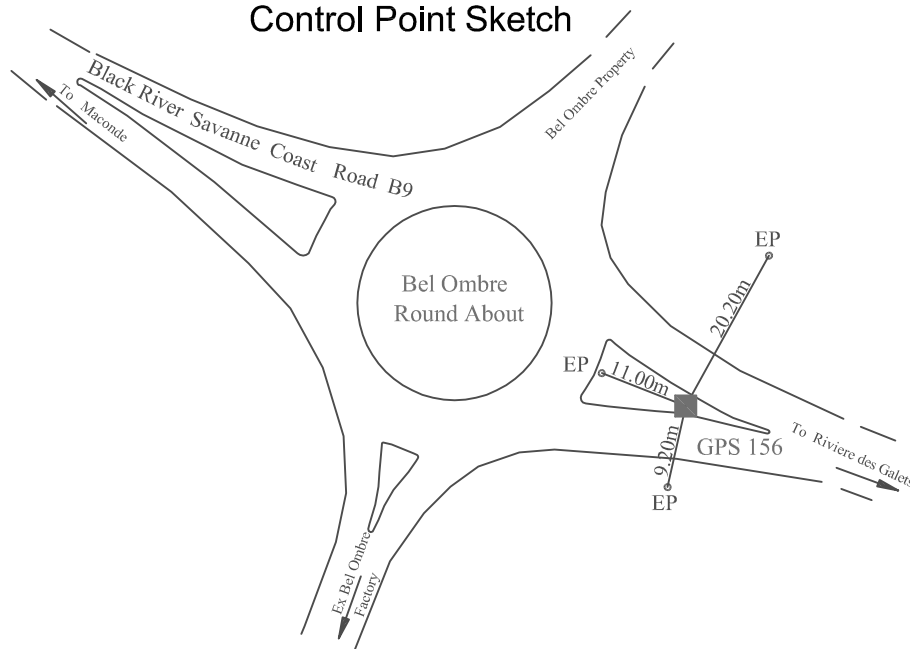 Control Point Sketch
Black River Savanne Coast Road B9
To Maconde
Bel Ombre Property
Bel Ombre
Round About
EP
20.20m
EP
11.00m
GPS 156
9.20m
EP
To Riviere des Galets
Ex Bel Ombre
Factory